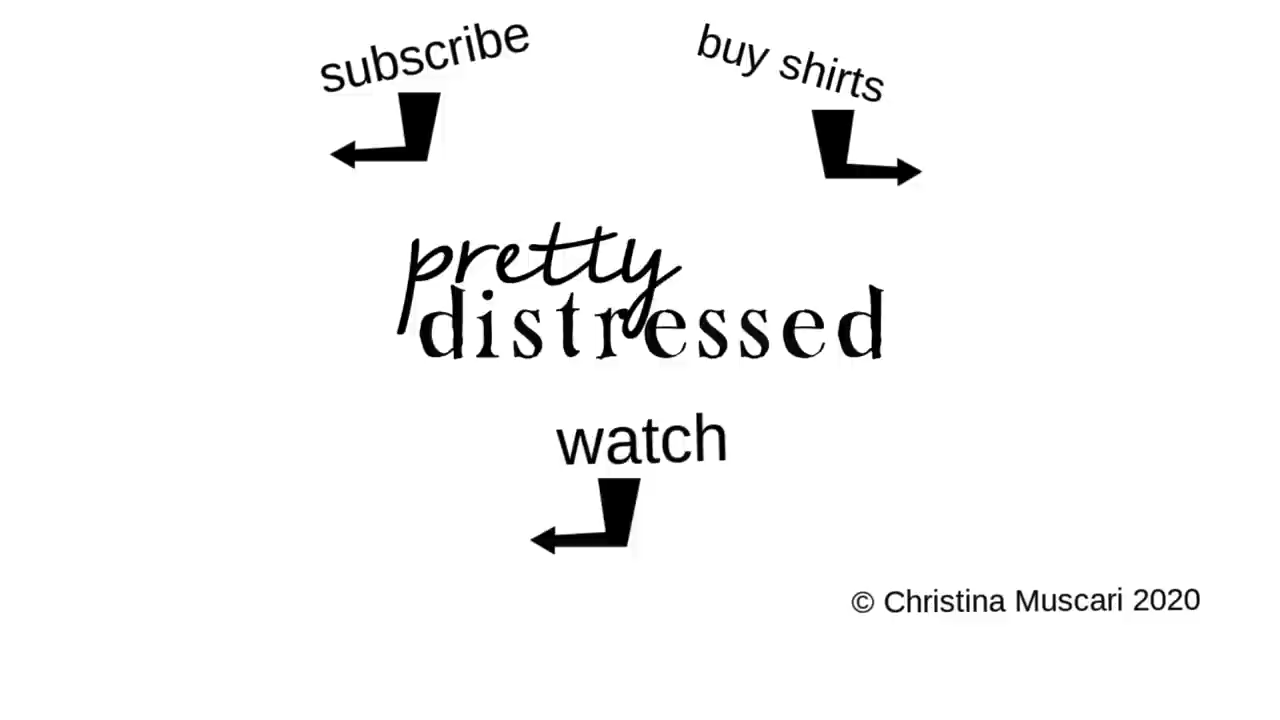 subscribe
buy shirts
pretty
distressed
watch
© Christina Muscari 2020